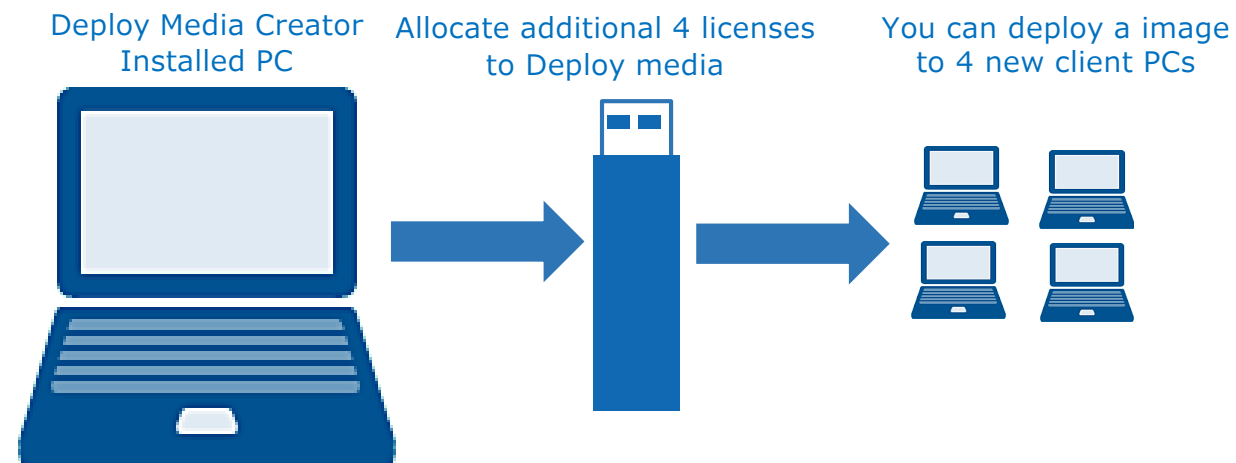 Deploy Media Creator
Installed PC
Allocate additional 4 licenses
to Deploy media
You can deploy a image
to 4 new client PCs